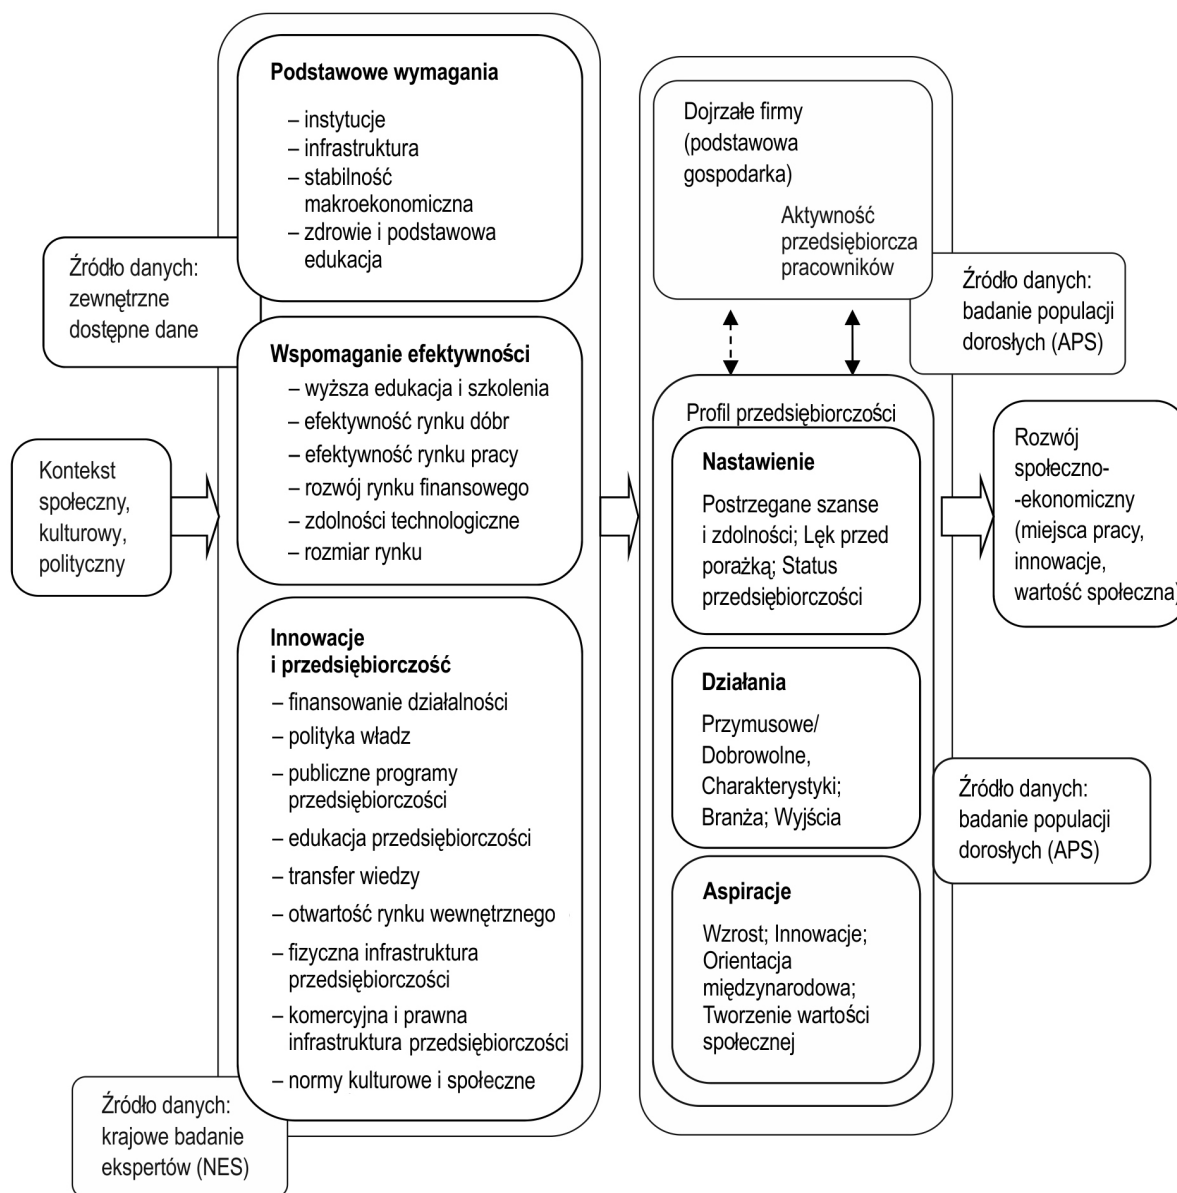 Podstawowe wymagania
– instytucje
– infrastruktura
– stabilność
makroekonomiczna
– zdrowie i podstawowa
edukacja
Źródło danych:
zewnętrzne
dostępne dane
Wspomaganie efektywności
– wyższa edukacja i szkolenia
– efektywność rynku dóbr
– efektywność rynku pracy
– rozwój rynku finansowego
– zdolności technologiczne
– rozmiar rynku
Kontekst
społeczny,
kulturowy,
polityczny
Innowacje
i przedsiębiorczość
– finansowanie działalności
– polityka władz
– publiczne programy
przedsiębiorczości
– edukacja przedsiębiorczości
– transfer wiedzy
– otwartość rynku wewnętrznego
– fizyczna infrastruktura
przedsiębiorczości
– komercyjna i prawna
infrastruktura przedsiębiorczości
– normy kulturowe i społeczne
Źródło danych:
krajowe badanie
ekspertów (NES)
Dojrzałe firmy
(podstawowa
gospodarka)
Aktywność
przedsiębiorcza
pracowników
Źródło danych:
badanie populacji
dorosłych (APS)
Profil przedsiębiorczości
Nastawienie
Postrzegane szanse
i zdolności; Lęk przed
porażką; Status
przedsiębiorczości
Działania
Przymusowe/
Dobrowolne,
Charakterystyki;
Branża; Wyjścia
Aspiracje
Wzrost; Innowacje;
Orientacja
międzynarodowa;
Tworzenie wartości
społecznej
Rozwój
społeczno-
-ekonomiczny
(miejsca pracy,
innowacje,
wartość społeczna)
Źródło danych:
badanie populacji
dorosłych (APS)